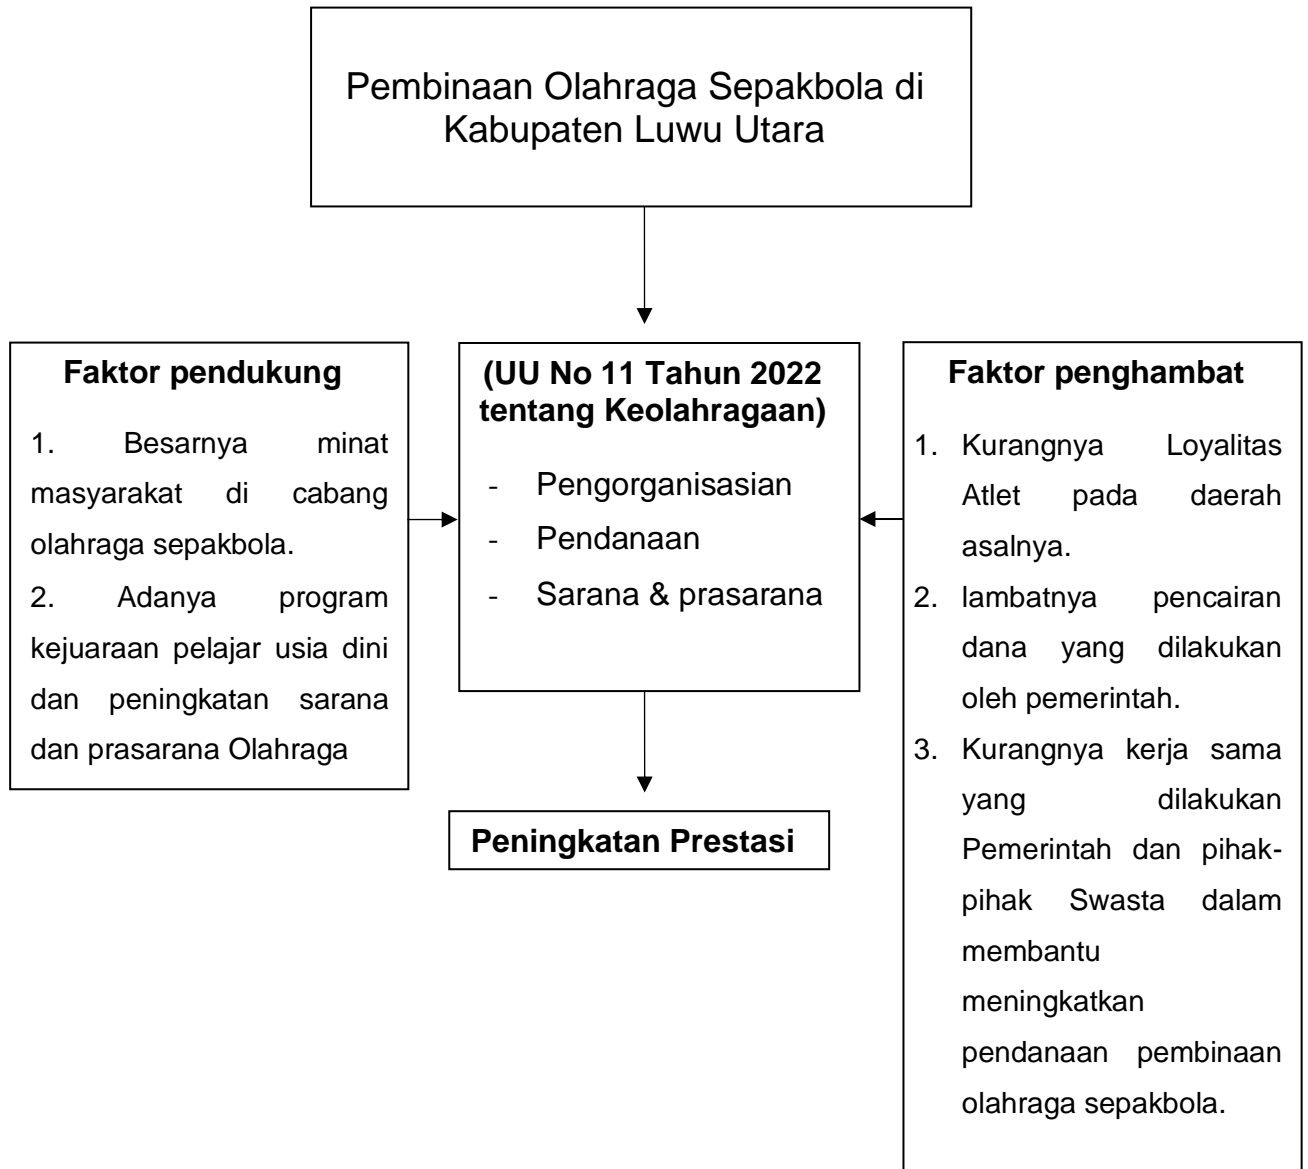 Pembinaan Olahraga Sepakbola di
Kabupaten Luwu Utara
Faktor pendukung
1. Besarnya minat
masyarakat di cabang
olahraga sepakbola.
2. Adanya program
kejuaraan pelajar usia dini
dan peningkatan sarana
dan prasarana Olahraga
(UU No 11 Tahun 2022
tentang Keolahragaan)
- Pengorganisasian
- Pendanaan
- Sarana & prasarana
Faktor penghambat
1. Kurangnya Loyalitas
Atlet pada daerah
asalnya.
2. lambatnya pencairan
dana yang dilakukan
oleh pemerintah.
3. Kurangnya kerja sama
yang dilakukan
Pemerintah dan pihak-
pihak Swasta dalam
membantu
meningkatkan
pendanaan pembinaan
olahraga sepakbola.
Peningkatan Prestasi